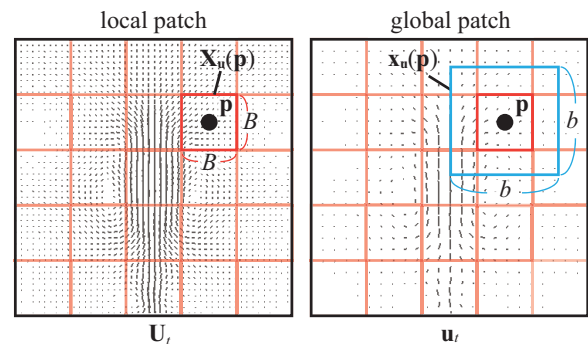 local patch
global patch
X_u(p)
p
B
B
x_u(p)
p
b
b
U_t
u_t